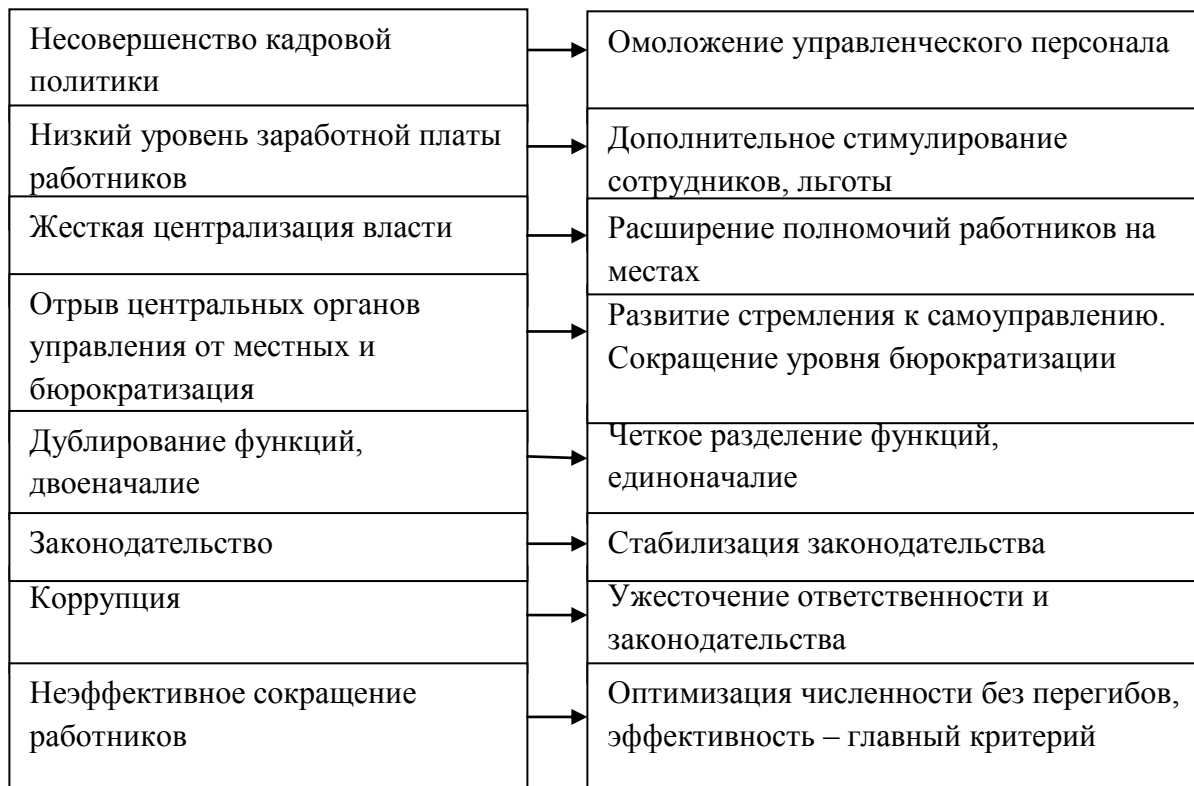 Несовершенство кадровой
политики
Омоложение управленческого персонала
Низкий уровень заработной платы
работников
Дополнительное стимулирование
сотрудников, льготы
Жесткая централизация власти
Расширение полномочий работников на
местах
Отрыв центральных органов
управления от местных и
бюрократизация
Развитие стремления к самоуправлению.
Сокращение уровня бюрократизации
Дублирование функций,
двоеначалие
Четкое разделение функций,
единоначалие
Законодательство
Стабилизация законодательства
Коррупция
Ужесточение ответственности и
законодательства
Неэффективное сокращение
работников
Оптимизация численности без перегибов,
эффективность – главный критерий